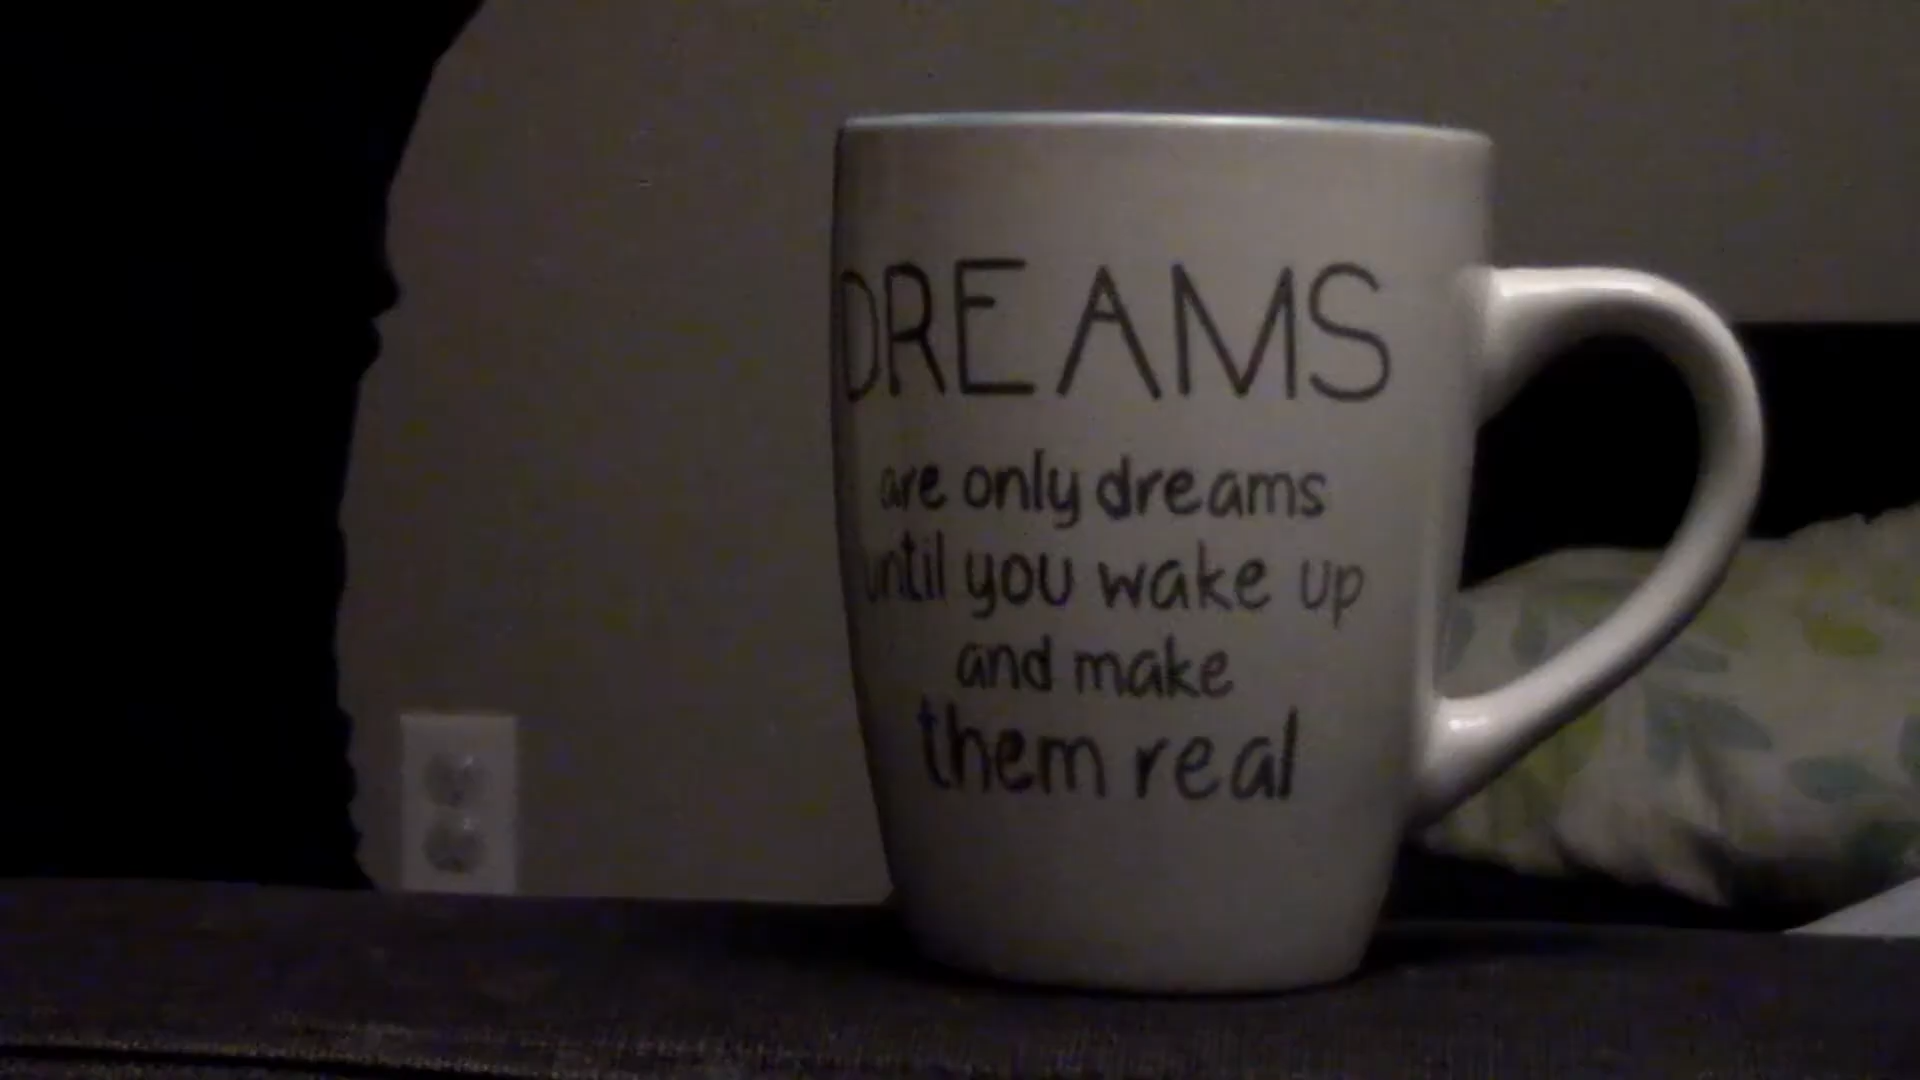 DREAMS
are only dreams
until you wake up
and make
them real